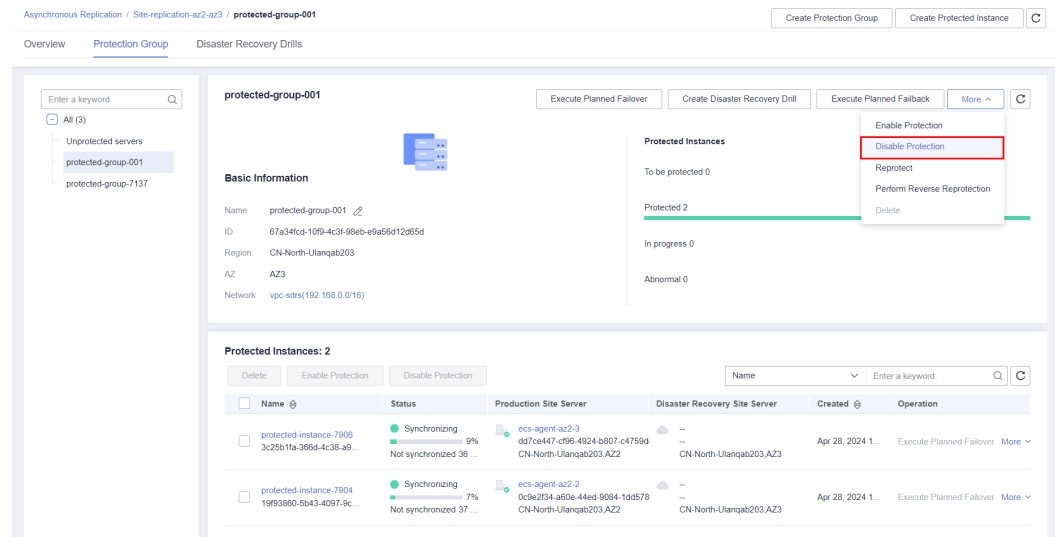 Asynchronous Replication / Site-replication-az2-az3 / protected-group-001
Create Protection Group
Create Protected Instance
Overview
Protection Group
Disaster Recovery Drills
Enter a keyword.
All (3)
Unprotected servers
protected-group-001
protected-group-7137
protected-group-001
Execute Planned Failover
Create Disaster Recovery Drill
Execute Planned Failback
More
Enable Protection
Disable Protection
Reprotect
Perform Reverse Reprotection
Delete
Basic Information
Name protected-group-001
ID 67a34fcd-10f9-4c3f-98eb-e9a56d12d65d
Region CN-North-Ulanqab203
AZ AZ3
Network vpc-sdrs(192.168.0.0/16)
Protected Instances
To be protected 0
Protected 2
In progress 0
Abnormal 0
Protected Instances: 2
Delete
Enable Protection
Disable Protection
Name
Enter a keyword.
Name Status Production Site Server Disaster Recovery Site Server Created Operation
protected-instance-7906
3c25b1fa-366d-4c38-a9...
Synchronizing
9%
Not synchronized 36 ...
ecs-agent-az2-3
dd7ce447-cf96-4924-b807-c4759d
CN-North-Ulanqab203,AZ2
--
--
CN-North-Ulanqab203,AZ3
Apr 28, 2024 1...
Execute Planned Failover More
protected-instance-7904
19f93860-5b43-4097-9c...
Synchronizing
7%
Not synchronized 37 ...
ecs-agent-az2-2
0c9e2f34-a60e-44ed-9084-1dd578
CN-North-Ulanqab203,AZ2
--
--
CN-North-Ulanqab203,AZ3
Apr 28, 2024 1...
Execute Planned Failover More